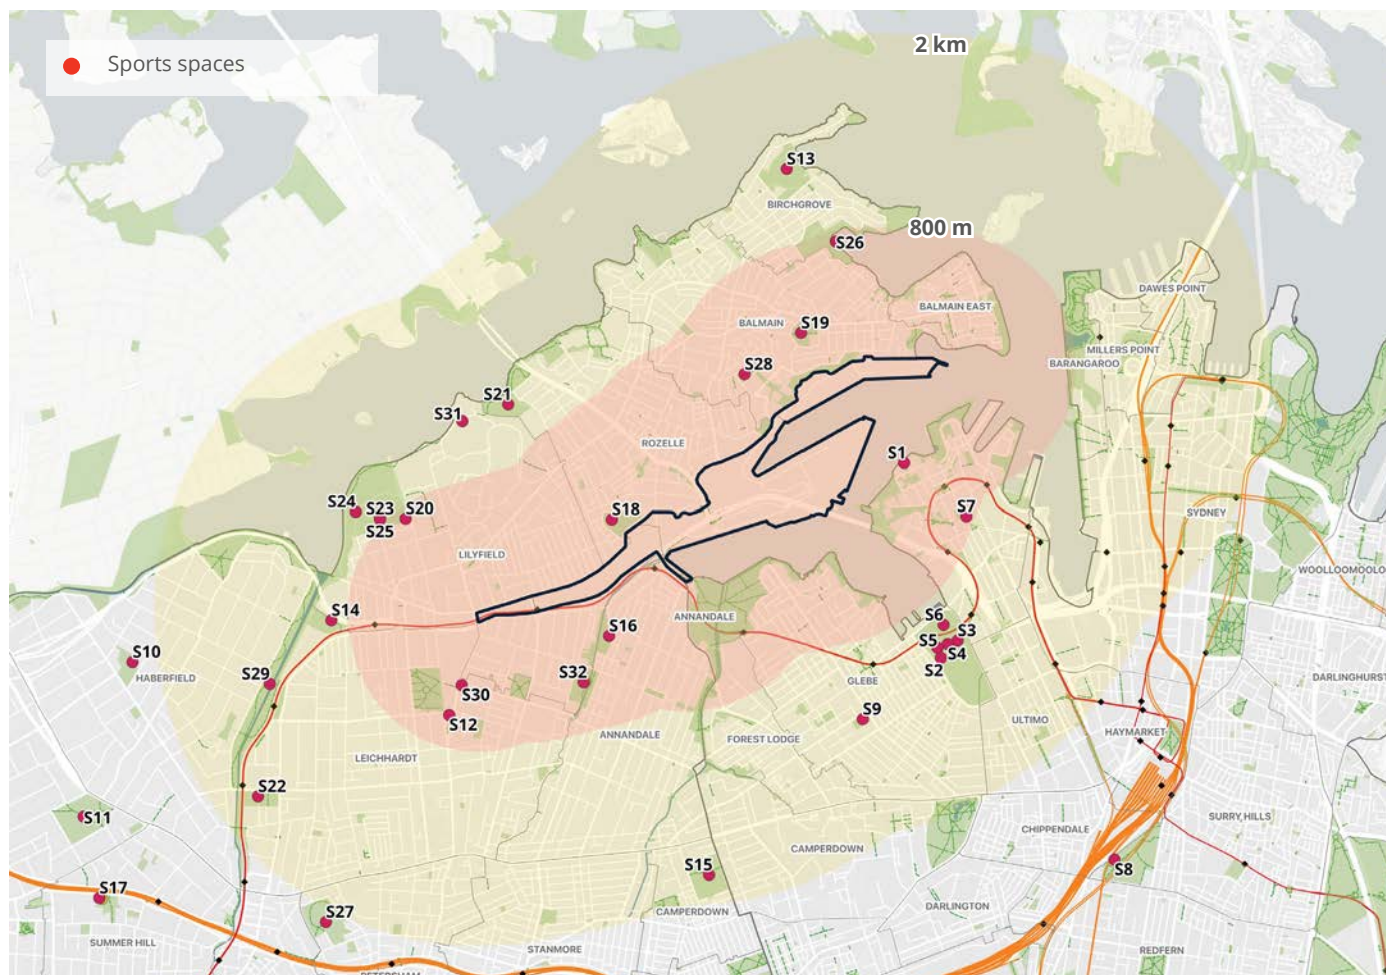 2 km
Sports spaces
S13
BIRCHGROVE
800 m
S26
DAWES POINT
BALMAIN EAST
BALMAIN
S19
MILLERS POINT
BARANGAROO
S28
S21
S31
ROZELLE
S1
S24
S23
S20
S18
S7
SYDNEY
S25
LILYFIELD
WOOLLOOMOOLO
S14
ANNANDALE
S6
S16
S3
S5
S4
S10
S2
HABERFIELD
S29
S32
GLEBE
DARLINGHURST
S30
S12
S9
ULTIMO
ANNANDALE
FOREST LODGE
HAYMARKET
LEICHHARDT
S22
S11
SURRY HILLS
CHIPPENDALE
CAMPERDOWN
S15
S8
S17
DARLINGTON
S27
CAMPERDOWN
SUMMER HILL
STANMORE
REDFERN
PETERSHAM